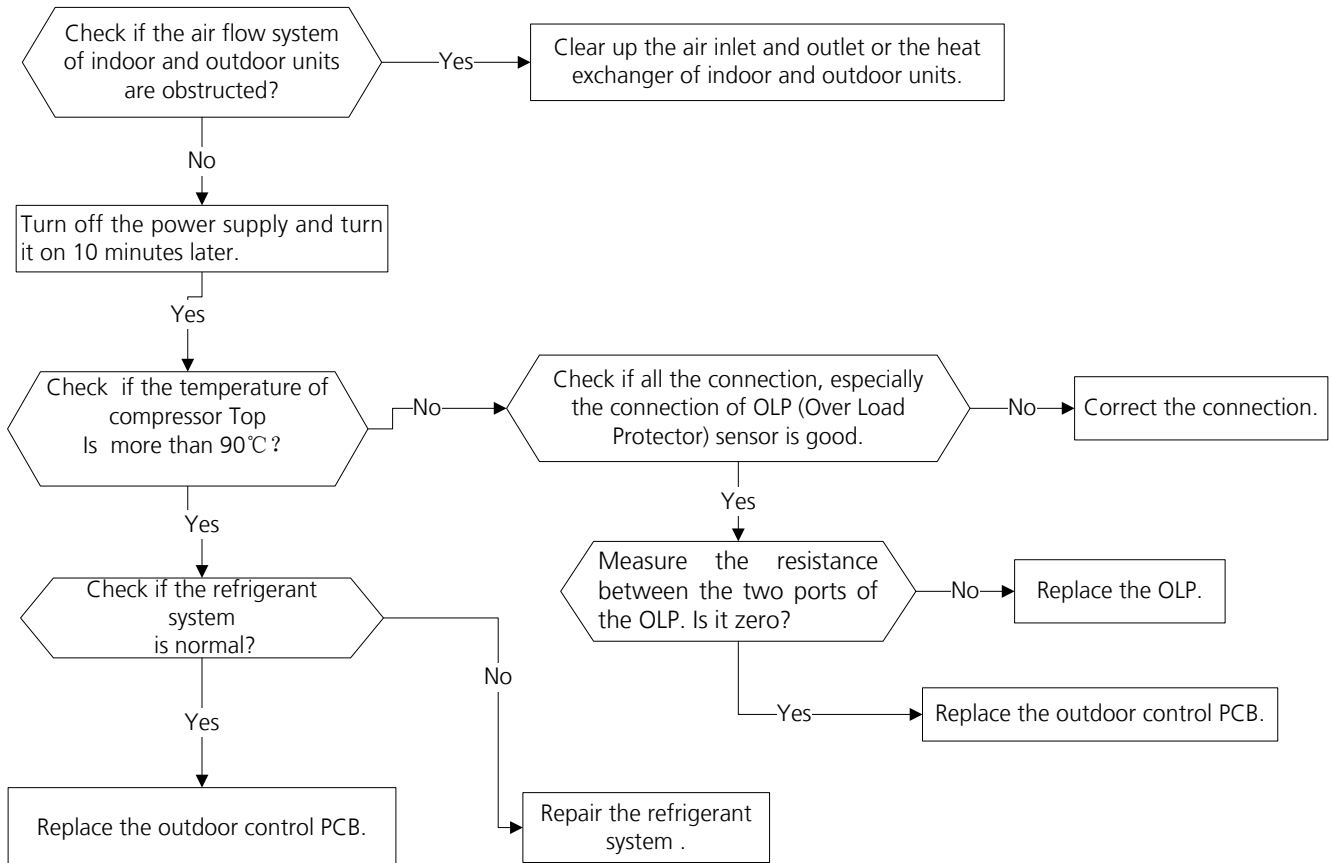 Check if the air flow system
of indoor and outdoor units
are obstructed?
Yes
Clear up the air inlet and outlet or the heat
exchanger of indoor and outdoor units.
No
Turn off the power supply and turn
it on 10 minutes later.
Yes
Check if the temperature of
compressor Top
Is more than 90℃?
No
Check if all the connection, especially
the connection of OLP (Over Load
Protector) sensor is good.
No
Correct the connection.
Yes
Yes
Measure the resistance
between the two ports of
the OLP. Is it zero?
No
Replace the OLP.
Check if the refrigerant
system
is normal?
No
Yes
Yes
Replace the outdoor control PCB.
Replace the outdoor control PCB.
Repair the refrigerant
system .